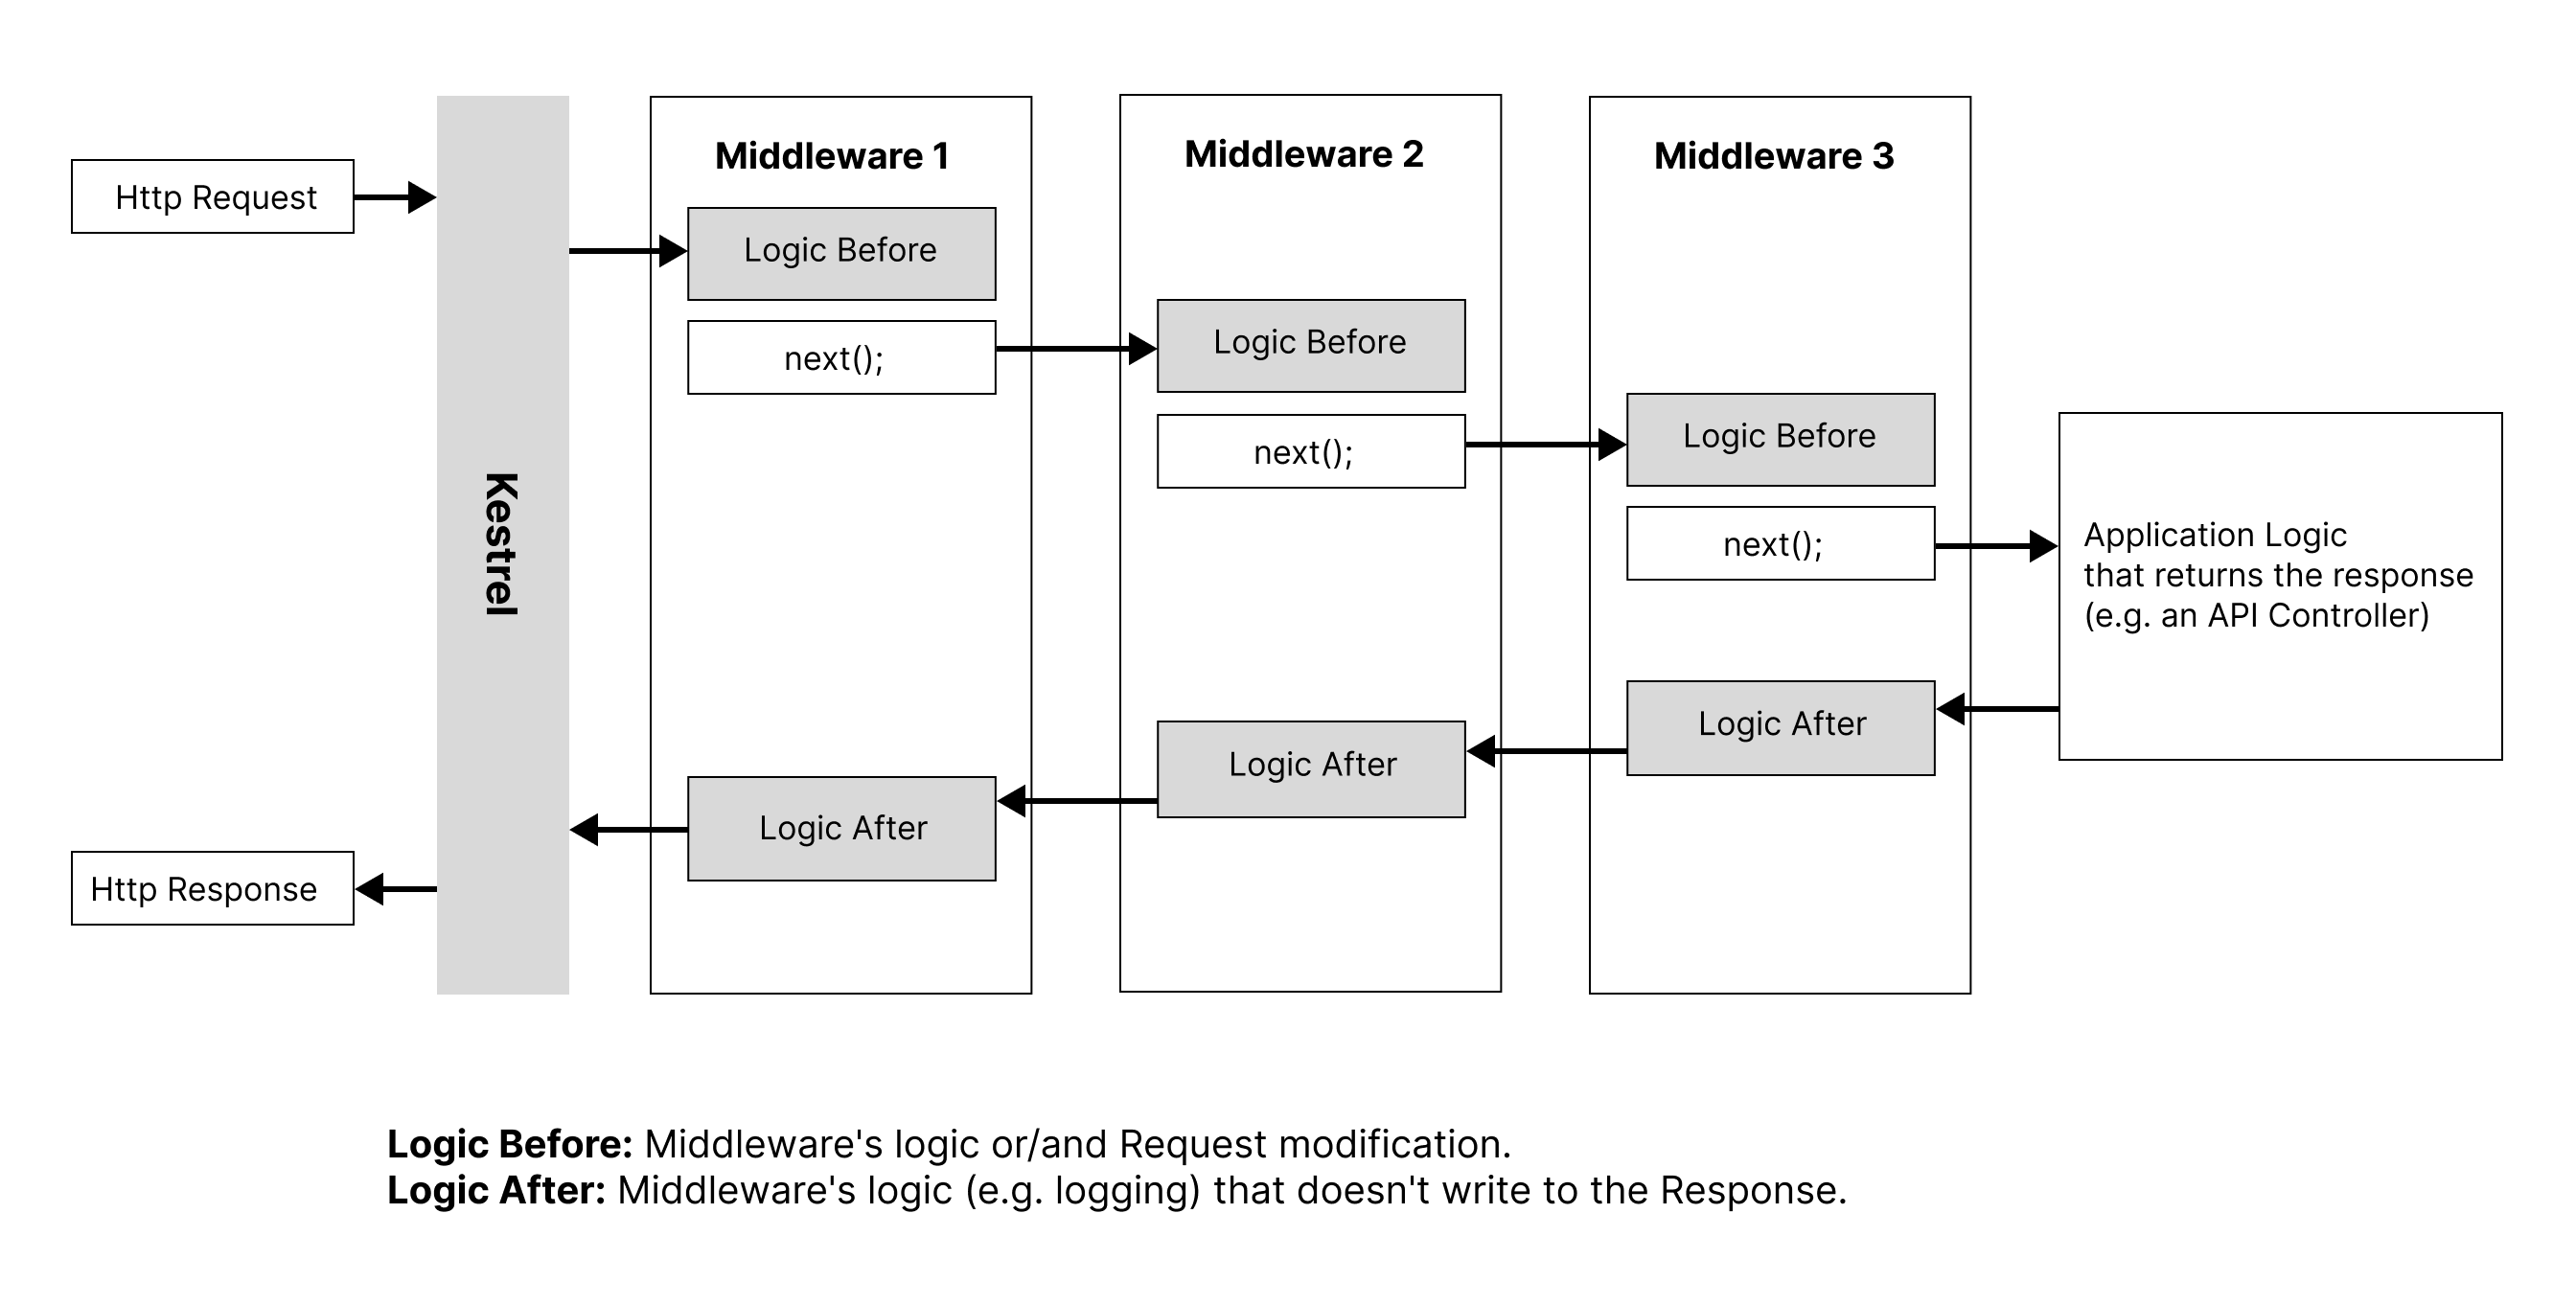 Middleware 1
Middleware 2
Middleware 3
Http Request
Logic Before
next();
Logic Before
next();
Logic Before
next();
Kestrel
Application Logic
that returns the response
(e.g. an API Controller)
Logic After
Logic After
Logic After
Http Response
Logic Before: Middleware's logic or/and Request modification.
Logic After: Middleware's logic (e.g. logging) that doesn't write to the Response.